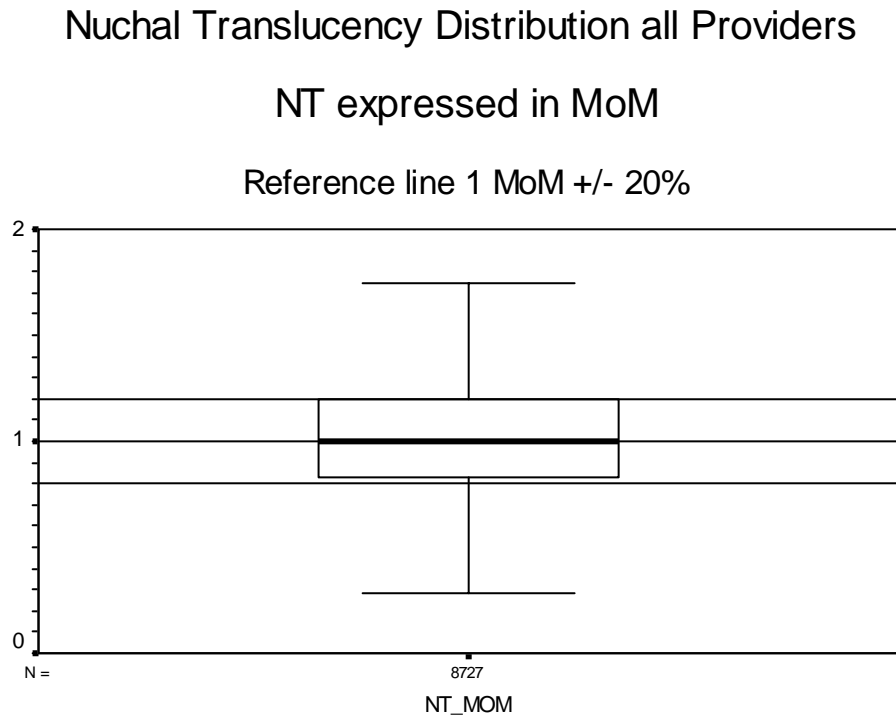 Nuchal Translucency Distribution all Providers
NT expressed in MoM
Reference line 1 MoM +/- 20%
2
1
0
N =
8727
NT_MOM